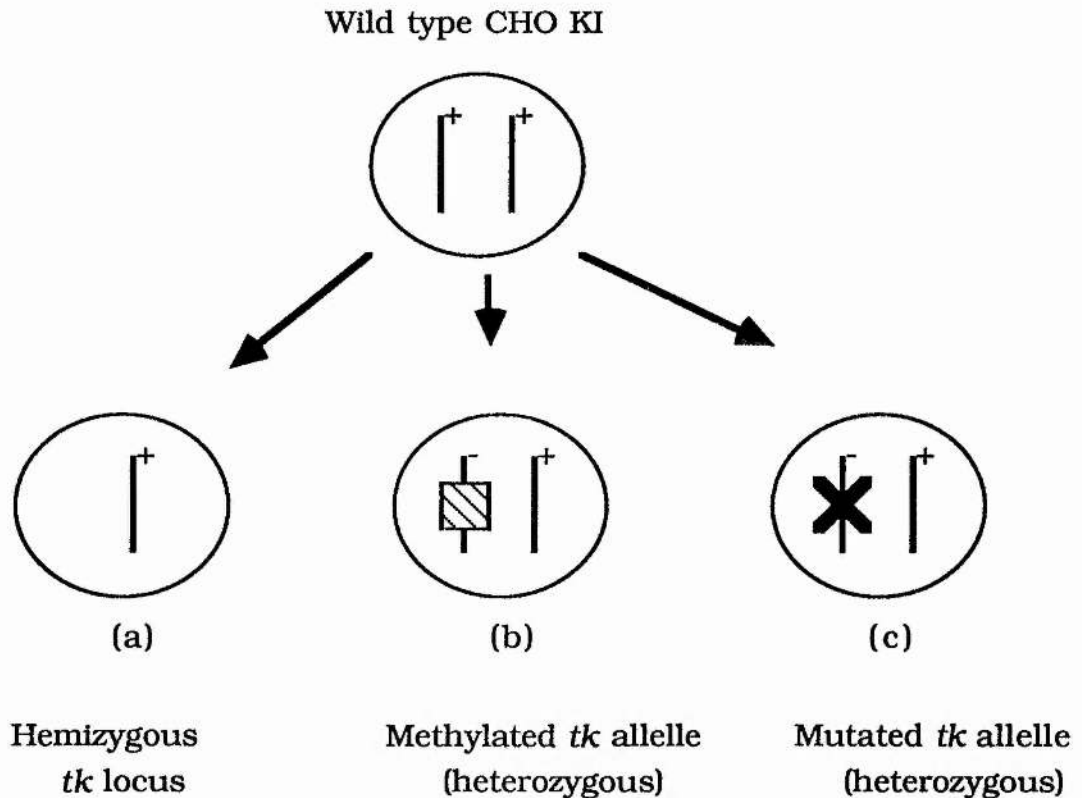 Wild type CHO KI
+ +
+ - + - +
(a) (b) (c)
Hemizygous Methylated tk allele Mutated tk allele
tk locus (heterozygous) (heterozygous)